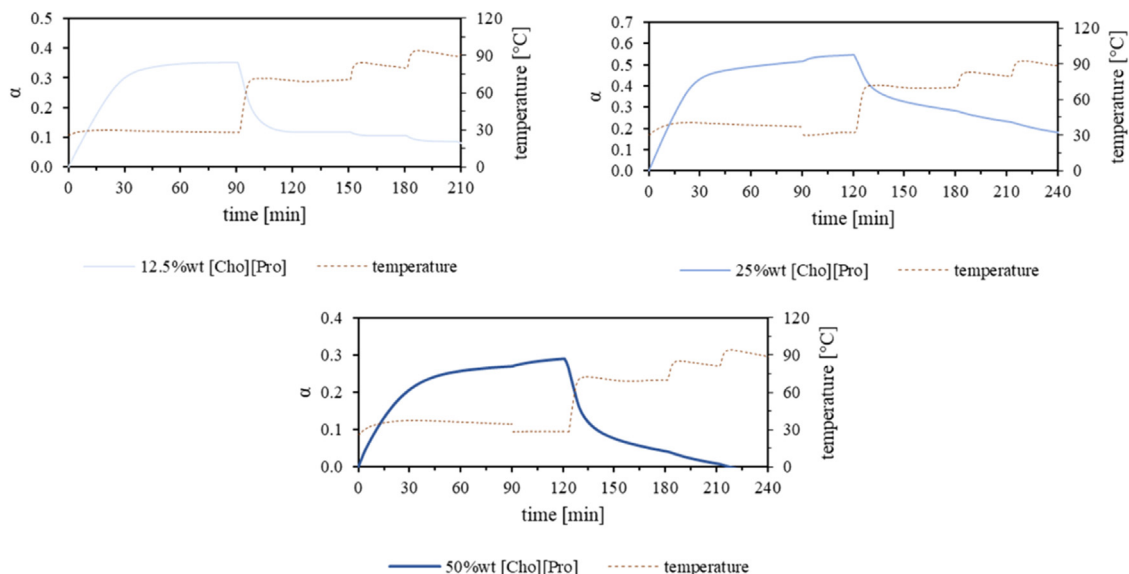 0.5
0.4
0.3
0.2
0.1
0.0
α
120
90
60
30
0
temperature [°C]
0 30 60 90 120 150 180 210
time [min]
12.5%wt [Cho][Pro] temperature
0.7
0.6
0.5
0.4
0.3
0.2
0.1
0.0
α
120
90
60
30
0
temperature [°C]
0 30 60 90 120 150 180 210 240
time [min]
25%wt [Cho][Pro] temperature
0.4
0.3
0.2
0.1
0.0
α
120
90
60
30
0
temperature [°C]
0 30 60 90 120 150 180 210 240
time [min]
50%wt [Cho][Pro] temperature